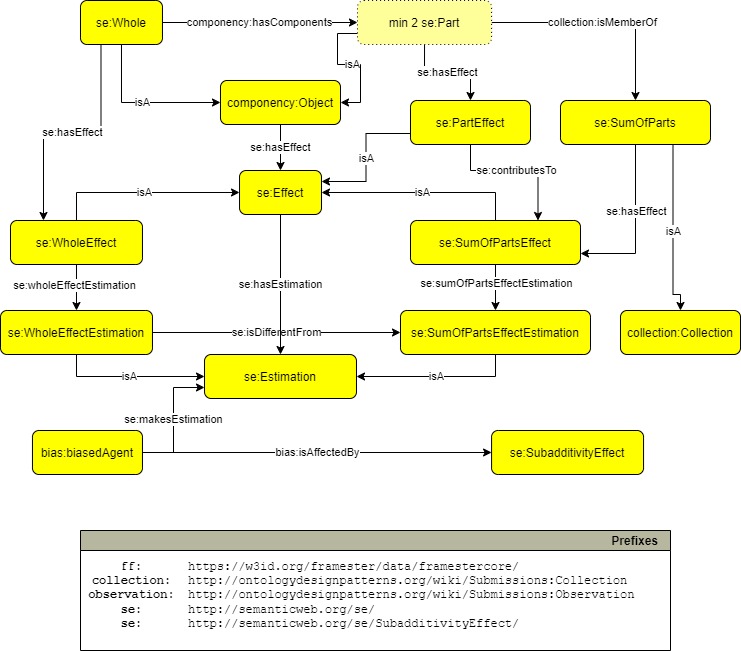 se:Whole
componency:hasComponents
min 2 se:Part
collection:isMemberOf
isA
se:hasEffect
componency:Object
isA
se:PartEffect
se:SumOfParts
se:hasEffect
se:hasEffect
isA
se:contributesTo
se:Effect
isA
isA
se:hasEffect
isA
se:WholeEffect
se:SumOfPartsEffect
se:wholeEffectEstimation
se:hasEstimation
se:sumOfPartsEffectEstimation
se:WholeEffectEstimation
se:isDifferentFrom
se:SumOfPartsEffectEstimation
collection:Collection
isA
se:Estimation
isA
se:makesEstimation
bias:biasedAgent
bias:isAffectedBy
se:SubadditivityEffect
Prefixes
ff: https://w3id.org/framester/data/framestercore/
collection: http://ontologydesignpatterns.org/wiki/Submissions:Collection
observation: http://ontologydesignpatterns.org/wiki/Submissions:Observation
se: http://semanticweb.org/se/
se: http://semanticweb.org/se/SubadditivityEffect/